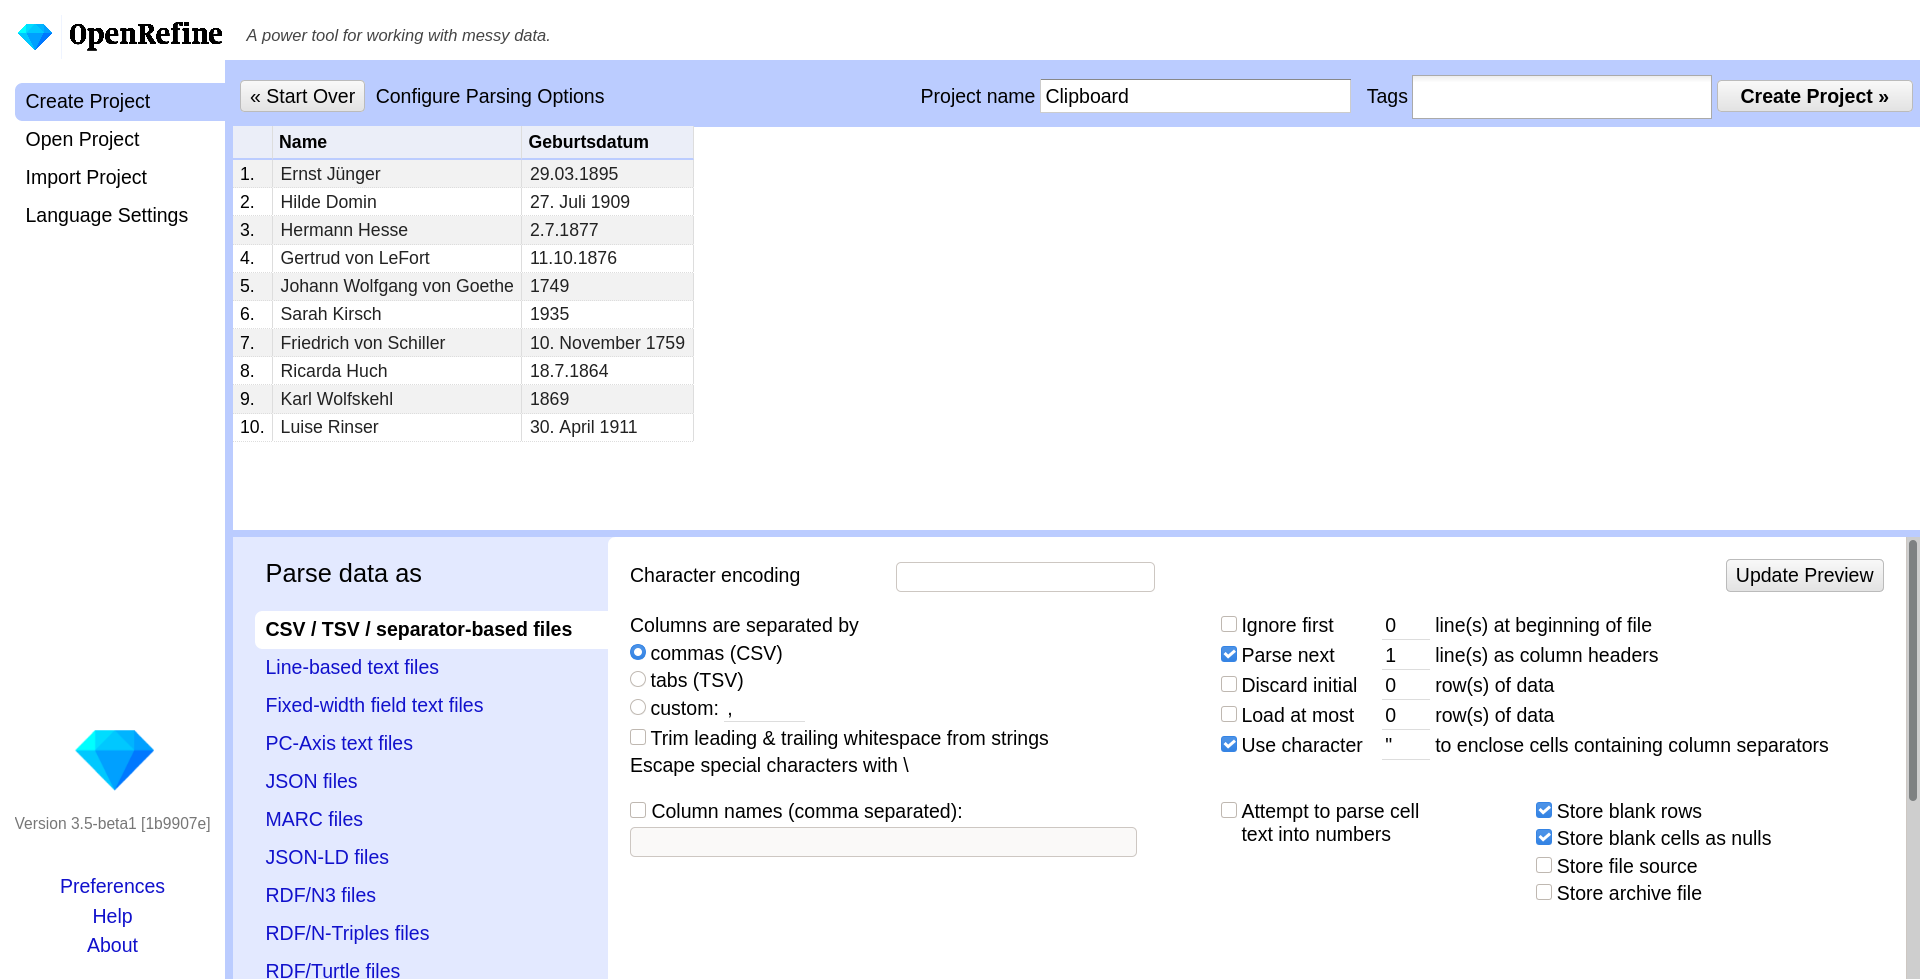 OpenRefine A power tool for working with messy data.
Create Project
Open Project
Import Project
Language Settings
« Start Over Configure Parsing Options Project name Clipboard Tags Create Project »
Name Geburtsdatum
1. Ernst Jünger 29.03.1895
2. Hilde Domin 27. Juli 1909
3. Hermann Hesse 2.7.1877
4. Gertrud von LeFort 11.10.1876
5. Johann Wolfgang von Goethe 1749
6. Sarah Kirsch 1935
7. Friedrich von Schiller 10. November 1759
8. Ricarda Huch 18.7.1864
9. Karl Wolfskehl 1869
10. Luise Rinser 30. April 1911
Version 3.5-beta1 [1b9907e]
Preferences
Help
About
Parse data as
CSV / TSV / separator-based files
Line-based text files
Fixed-width field text files
PC-Axis text files
JSON files
MARC files
JSON-LD files
RDF/N3 files
RDF/N-Triples files
RDF/Turtle files
Character encoding
Update Preview
Columns are separated by
commas (CSV)
tabs (TSV)
custom: ,
Trim leading & trailing whitespace from strings
Escape special characters with \
Column names (comma separated):
Ignore first 0 line(s) at beginning of file
Parse next 1 line(s) as column headers
Discard initial 0 row(s) of data
Load at most 0 row(s) of data
Use character " to enclose cells containing column separators
Attempt to parse cell
text into numbers
Store blank rows
Store blank cells as nulls
Store file source
Store archive file